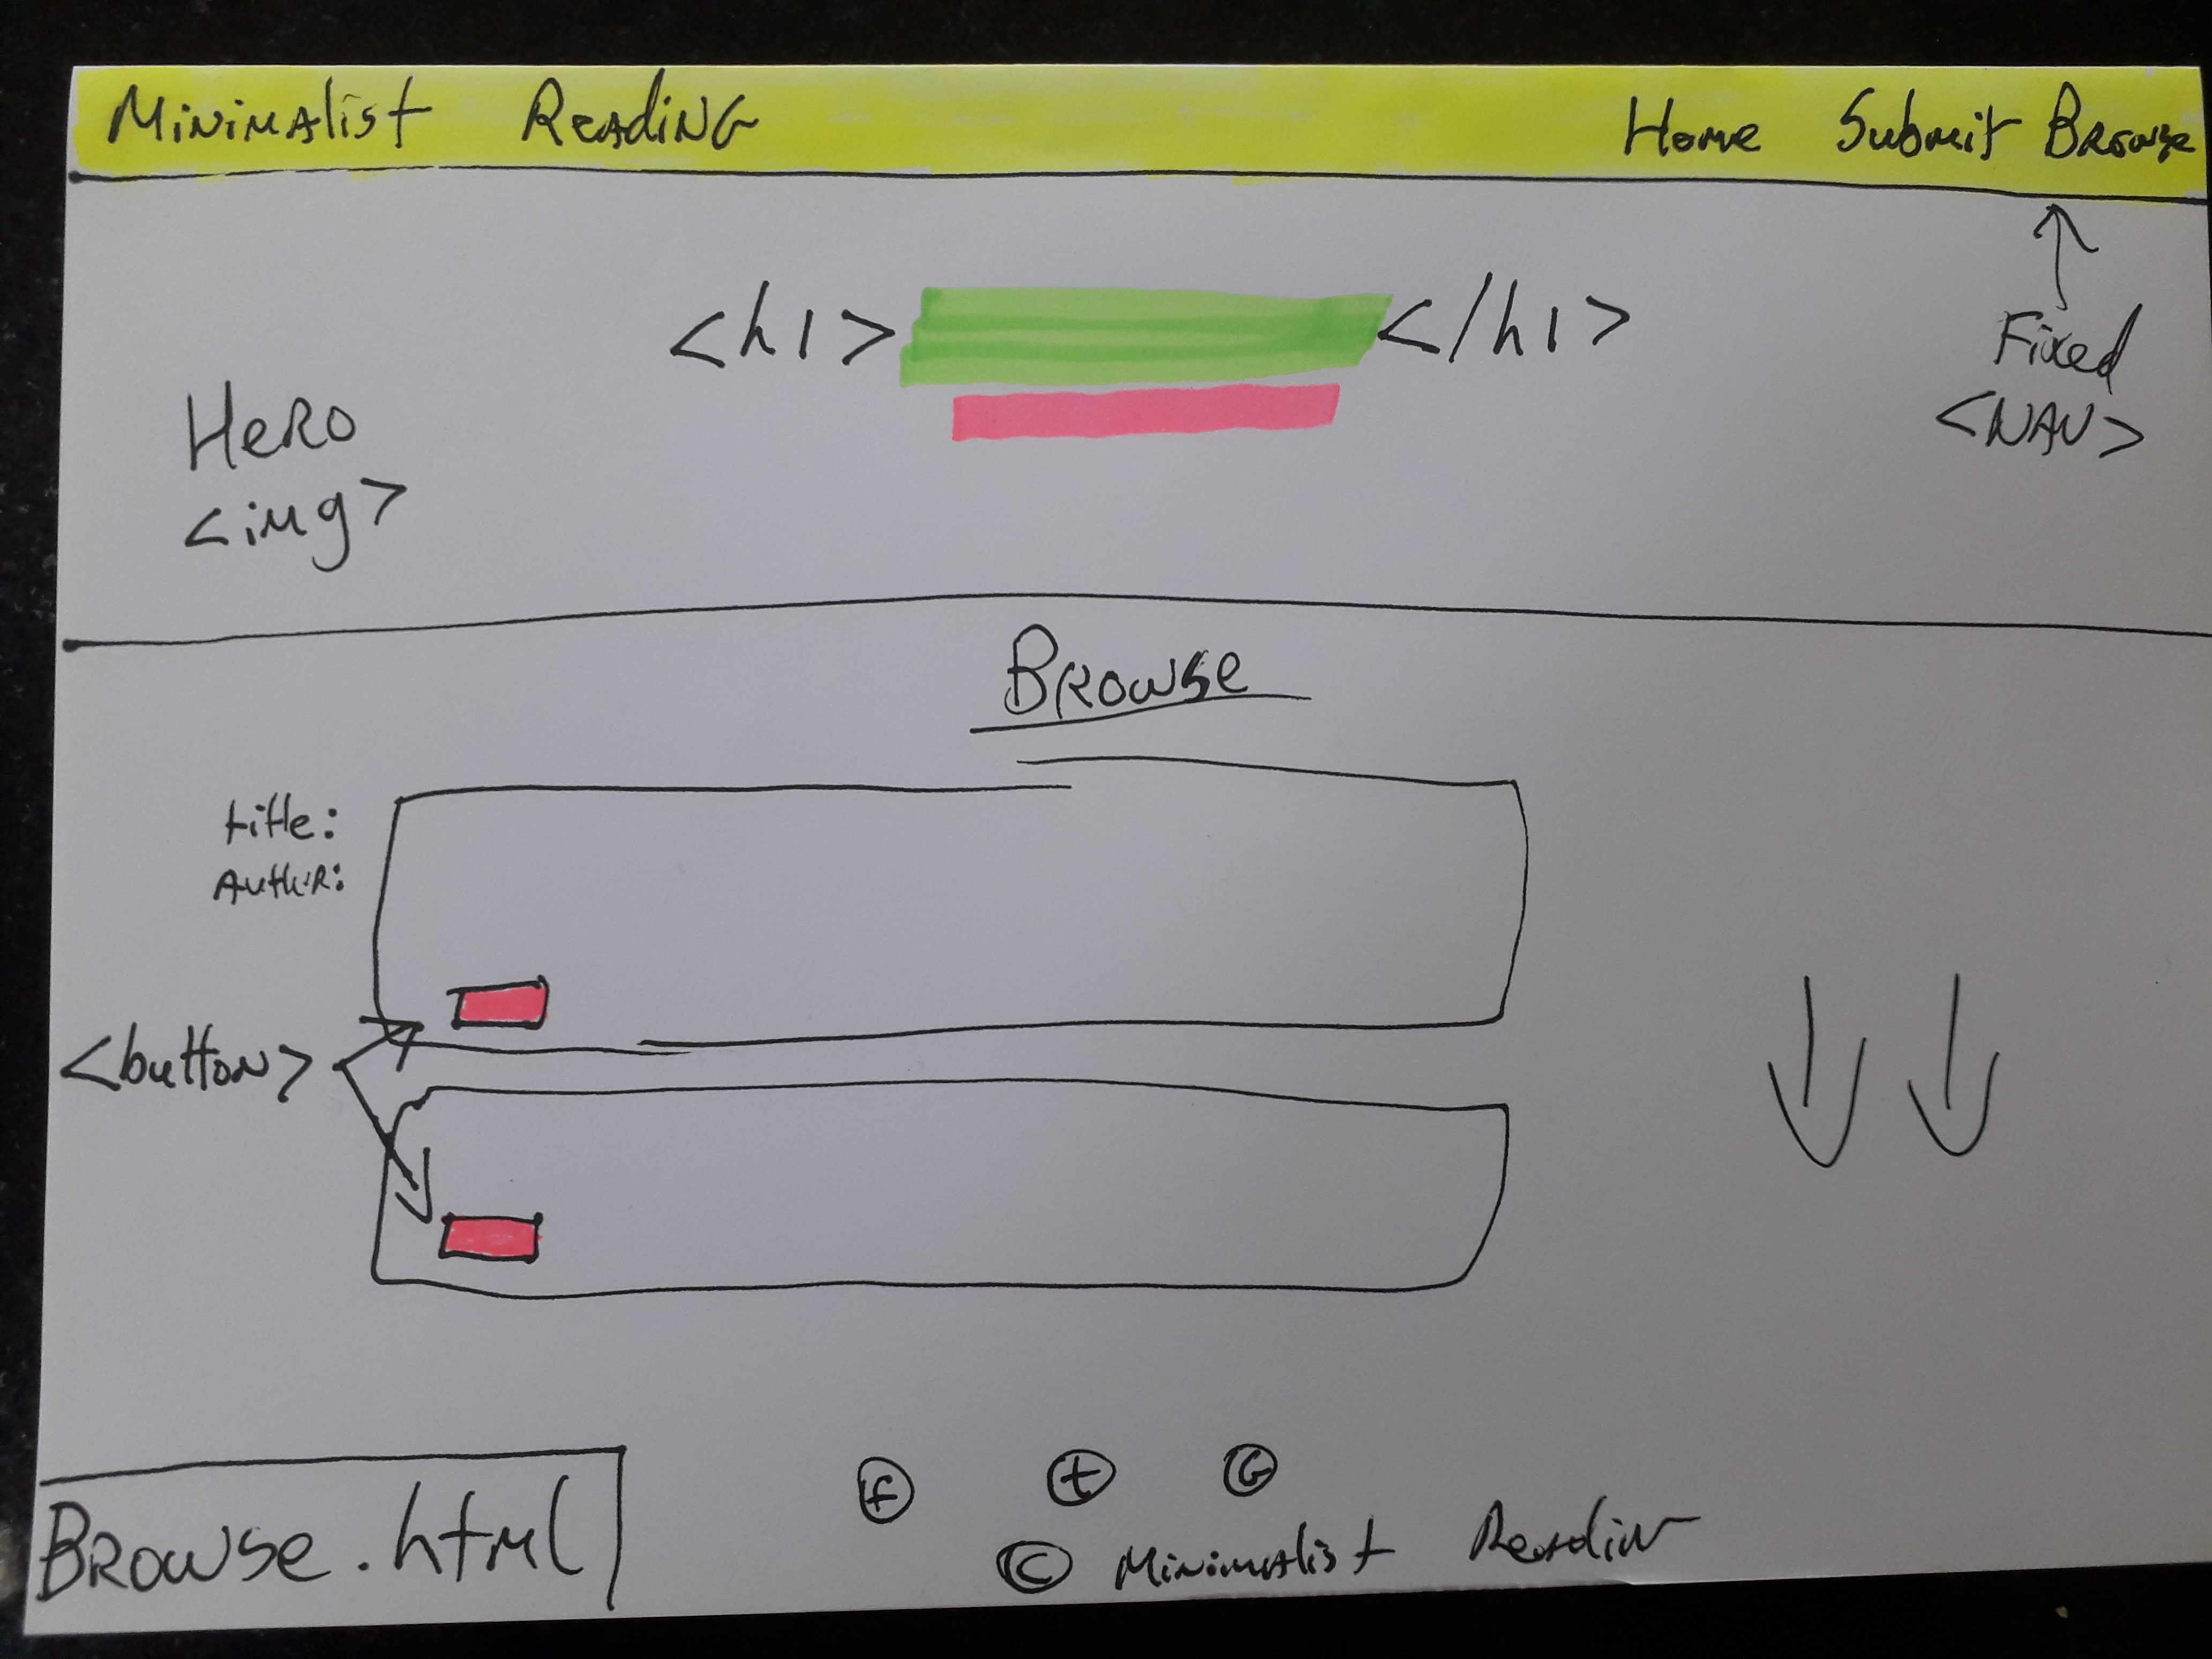 Minimalist Reading Home Submit Browse
<h1> </h1>
Fixed
<NAV>
Hero
<img>
Browse
title:
Author:
<button>
f t G
© Minimalist Readin
Browse.html